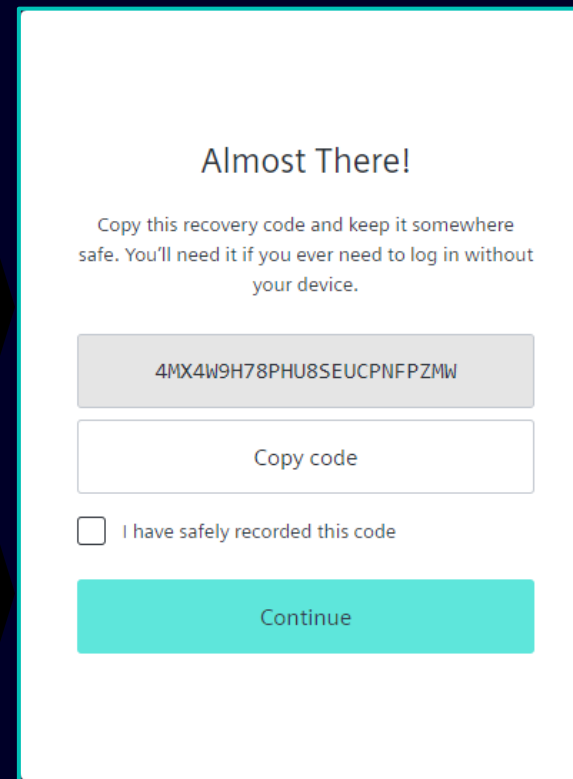 Almost There!
Copy this recovery code and keep it somewhere
safe. You'll need it if you ever need to log in without
your device.
4MX4W9H78PHU8SEUCPNFPZMW
Copy code
I have safely recorded this code
Continue